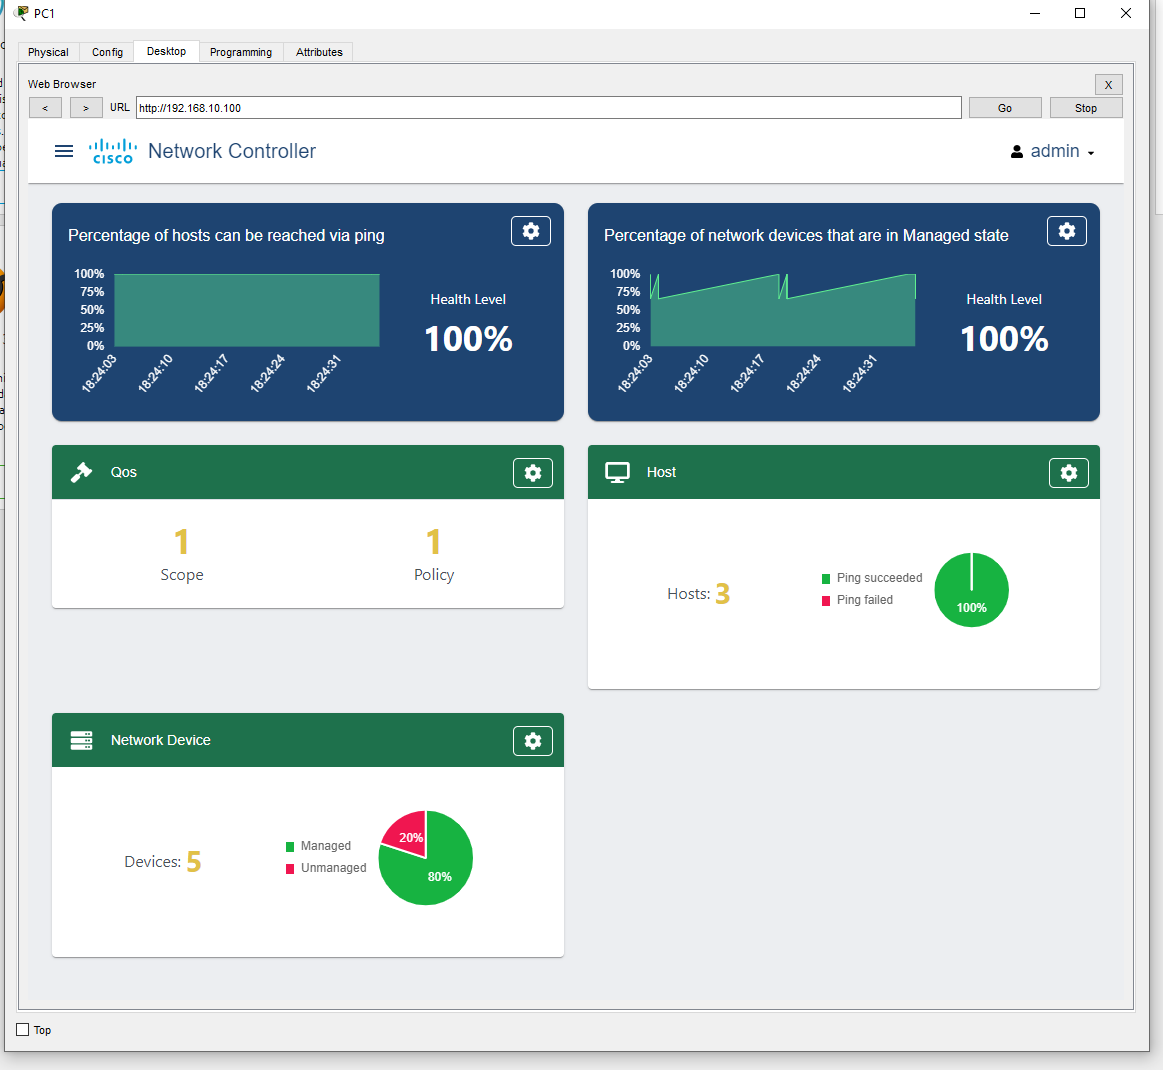 PC1
Physical Config Desktop Programming Attributes
Web Browser X
< > URL http://192.168.10.100 Go Stop
CISCO Network Controller admin
Percentage of hosts can be reached via ping
100%
75%
50%
25%
0%
18:24:03 18:24:10 18:24:17 18:24:24 18:24:31
Health Level
100%
Percentage of network devices that are in Managed state
100%
75%
50%
25%
0%
18:24:03 18:24:10 18:24:17 18:24:24 18:24:31
Health Level
100%
Qos
1 1
Scope Policy
Host
Hosts: 3
Ping succeeded
Ping failed
100%
Network Device
Devices: 5
Managed
Unmanaged
20%
80%
Top